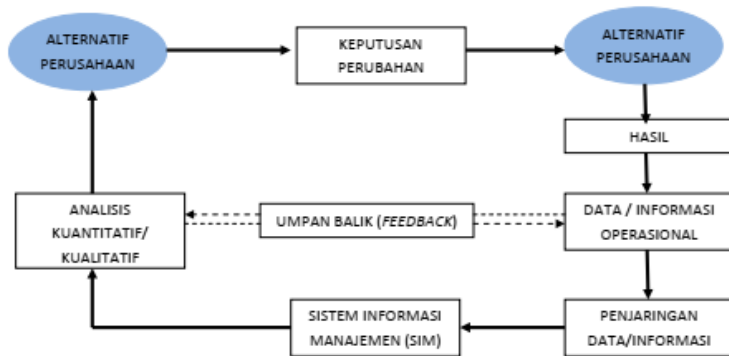 ALTERNATIF
PERUSAHAAN
KEPUTUSAN
PERUBAHAN
ALTERNATIF
PERUSAHAAN
HASIL
ANALISIS
KUANTITATIF/
KUALITATIF
UMPAN BALIK (FEEDBACK)
DATA / INFORMASI
OPERASIONAL
SISTEM INFORMASI
MANAJEMEN (SIM)
PENJARINGAN
DATA/INFORMASI